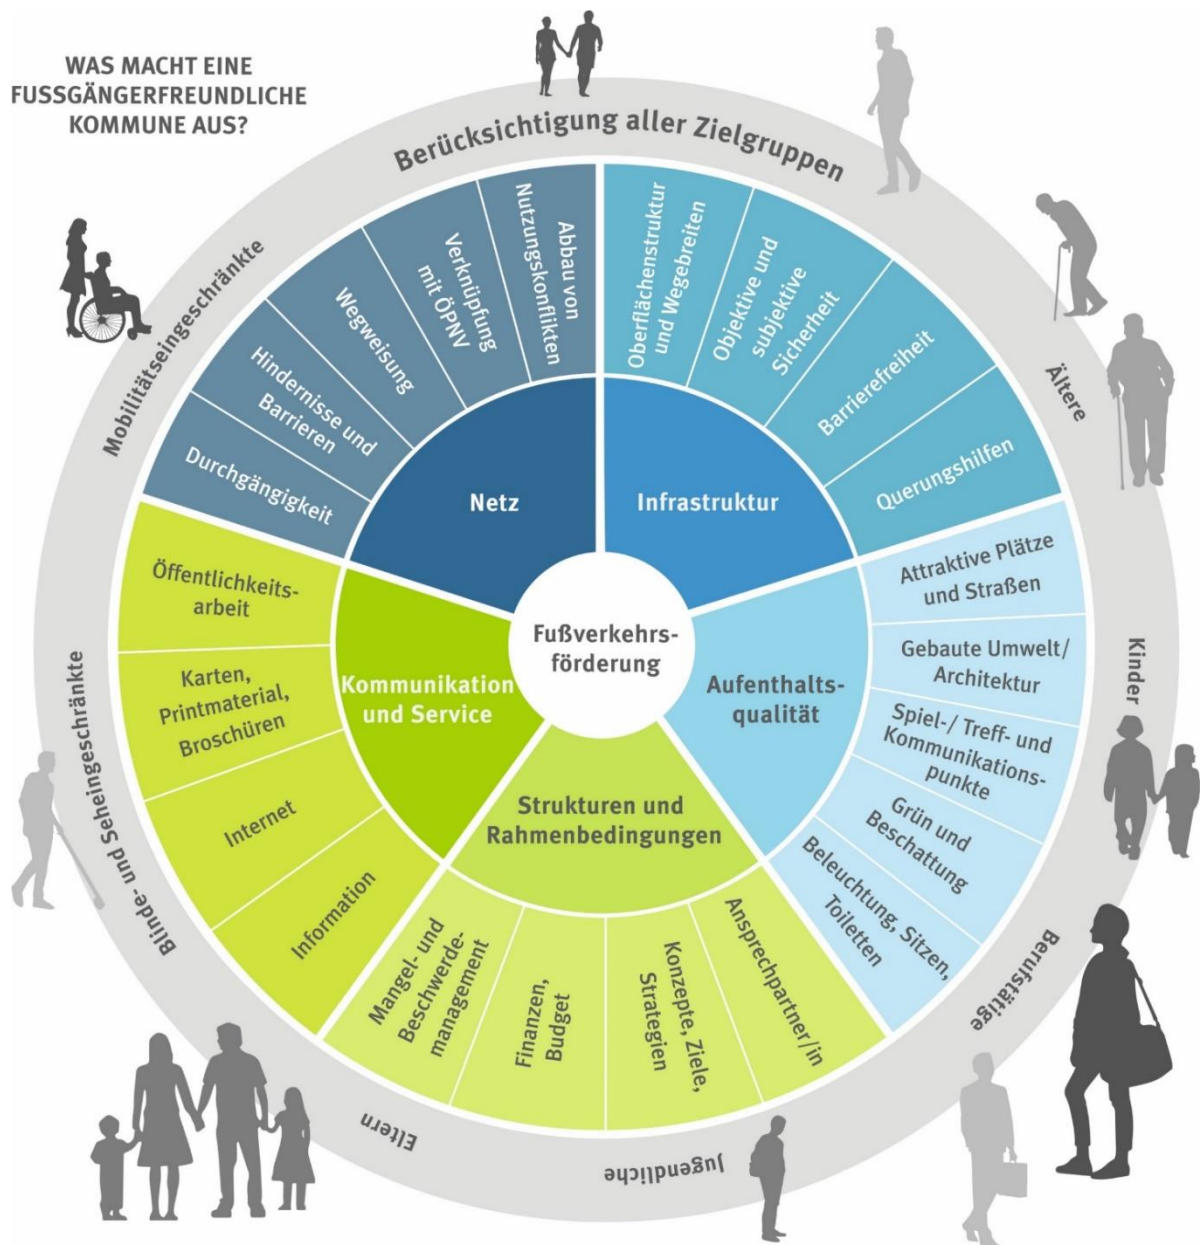 WAS MACHT EINE
FUSSGÄNGERFREUNDLICHE
KOMMUNE AUS?
Berücksichtigung aller Zielgruppen
Ältere
Kinder
Berufstätige
Jugendliche
Eltern
Blinde- und Seheingeschränkte
Mobilitätseingeschränkte
Fußverkehrs-
förderung
Netz
Durchgängigkeit
Hindernisse und
Barrieren
Wegweisung
Verknüpfung
mit ÖPNV
Abbau von
Nutzungskonflikten
Infrastruktur
Oberflächenstruktur
und Wegebreiten
Objektive und
subjektive
Sicherheit
Barrierefreiheit
Querungshilfen
Aufenthalts-
qualität
Attraktive Plätze
und Straßen
Gebaute Umwelt/
Architektur
Spiel-/ Treff- und
Kommunikations-
punkte
Grün und
Beschattung
Beleuchtung, Sitzen,
Toiletten
Strukturen und
Rahmenbedingungen
Ansprechpartner/in
Konzepte, Ziele,
Strategien
Finanzen,
Budget
Mangel- und
Beschwerde-
management
Kommunikation
und Service
Information
Internet
Karten,
Printmaterial,
Broschüren
Öffentlichkeits-
arbeit